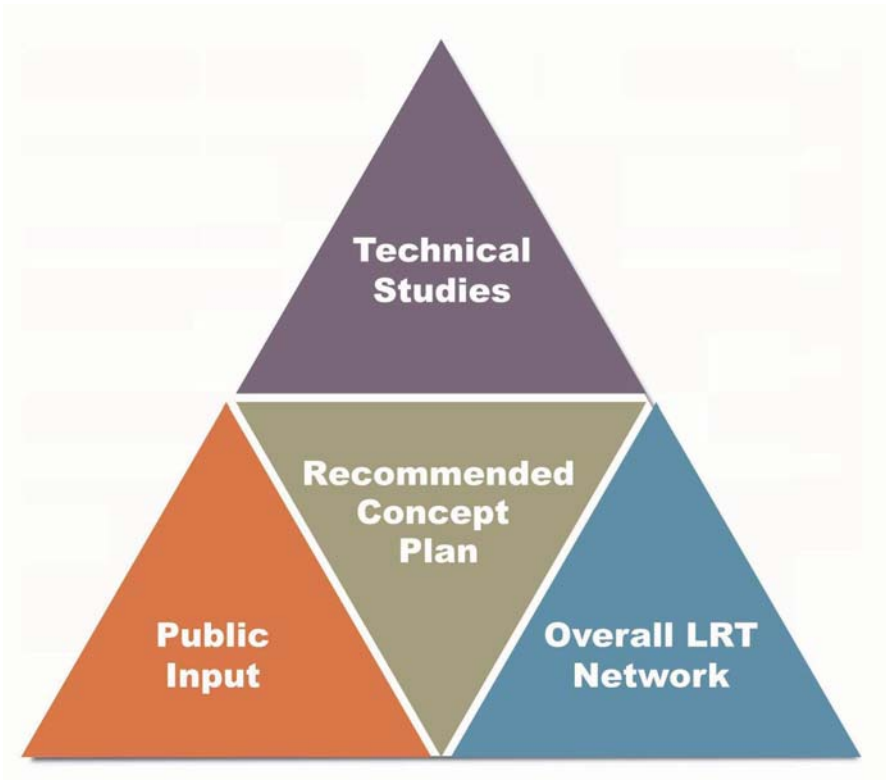 Technical
Studies
Recommended
Concept
Plan
Public
Input
Overall LRT
Network